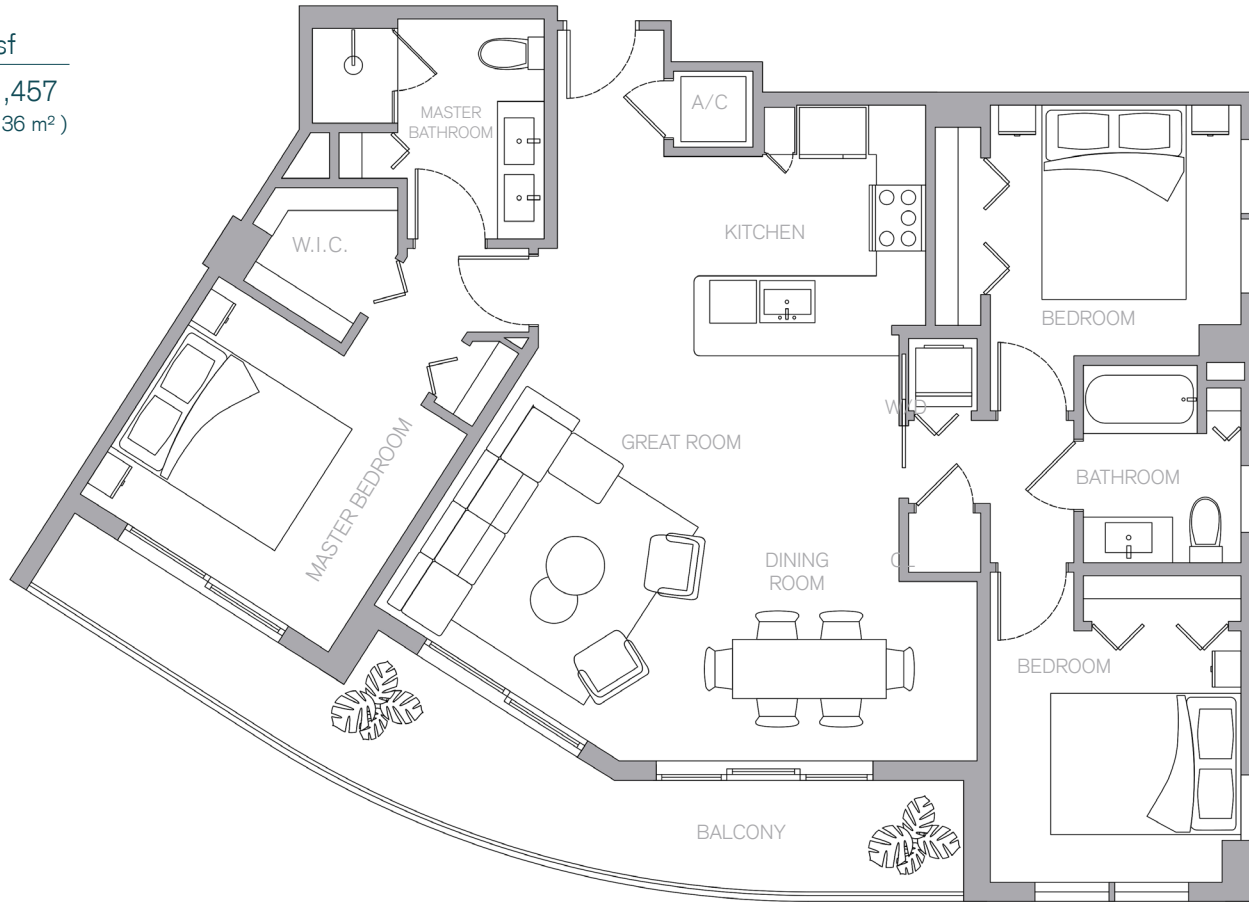 sf
,457
36 m² )
MASTER
BATHROOM
A/C
KITCHEN
W.I.C.
BEDROOM
W/D
GREAT ROOM
MASTER BEDROOM
BATHROOM
DINING
ROOM
CL
BEDROOM
BALCONY